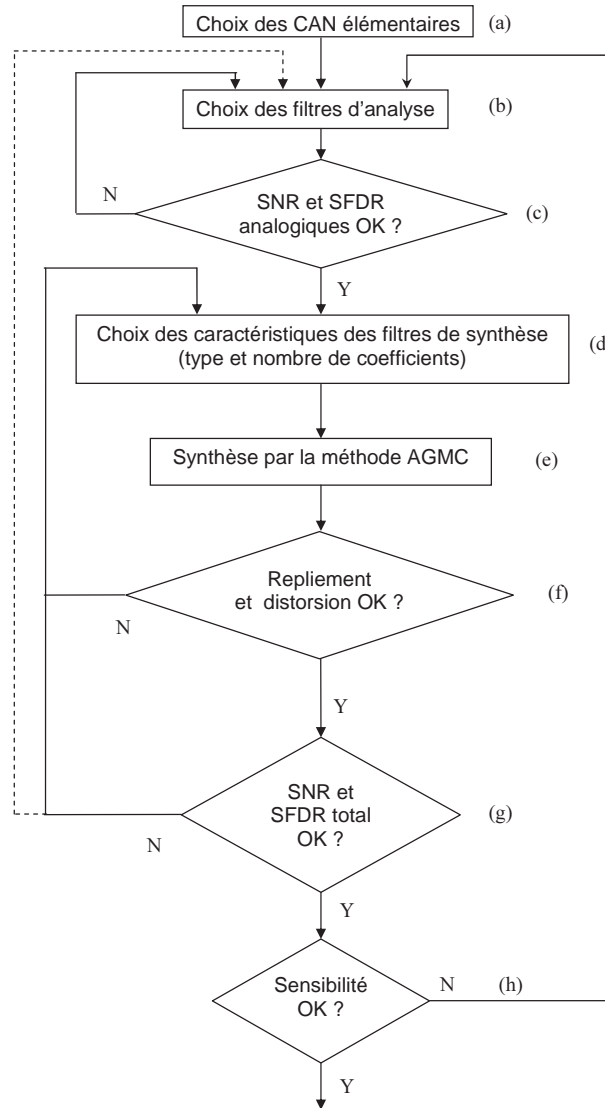 Choix des CAN élémentaires
(a)
Choix des filtres d'analyse
(b)
N
SNR et SFDR
analogiques OK ?
(c)
Y
Choix des caractéristiques des filtres de synthèse
(type et nombre de coefficients)
(d)
Synthèse par la méthode AGMC
(e)
Repliement
et distorsion OK ?
(f)
N
Y
SNR et
SFDR total
OK ?
(g)
N
Y
Sensibilité
OK ?
N
(h)
Y